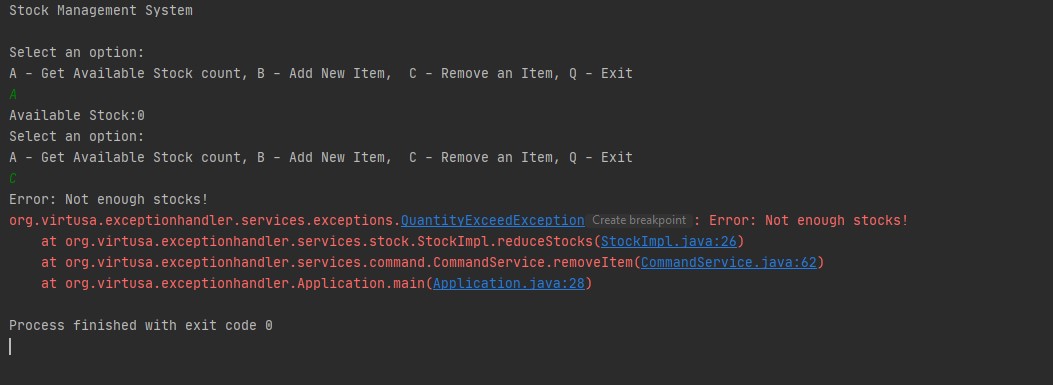 Stock Management System
Select an option:
A - Get Available Stock count, B - Add New Item,  C - Remove an Item, Q - Exit
A
Available Stock:0
Select an option:
A - Get Available Stock count, B - Add New Item,  C - Remove an Item, Q - Exit
C
Error: Not enough stocks!
org.virtusa.exceptionhandler.services.exceptions.QuantityExceedException Create breakpoint : Error: Not enough stocks!
    at org.virtusa.exceptionhandler.services.stock.StockImpl.reduceStocks(StockImpl.java:26)
    at org.virtusa.exceptionhandler.services.command.CommandService.removeItem(CommandService.java:62)
    at org.virtusa.exceptionhandler.Application.main(Application.java:28)
Process finished with exit code 0